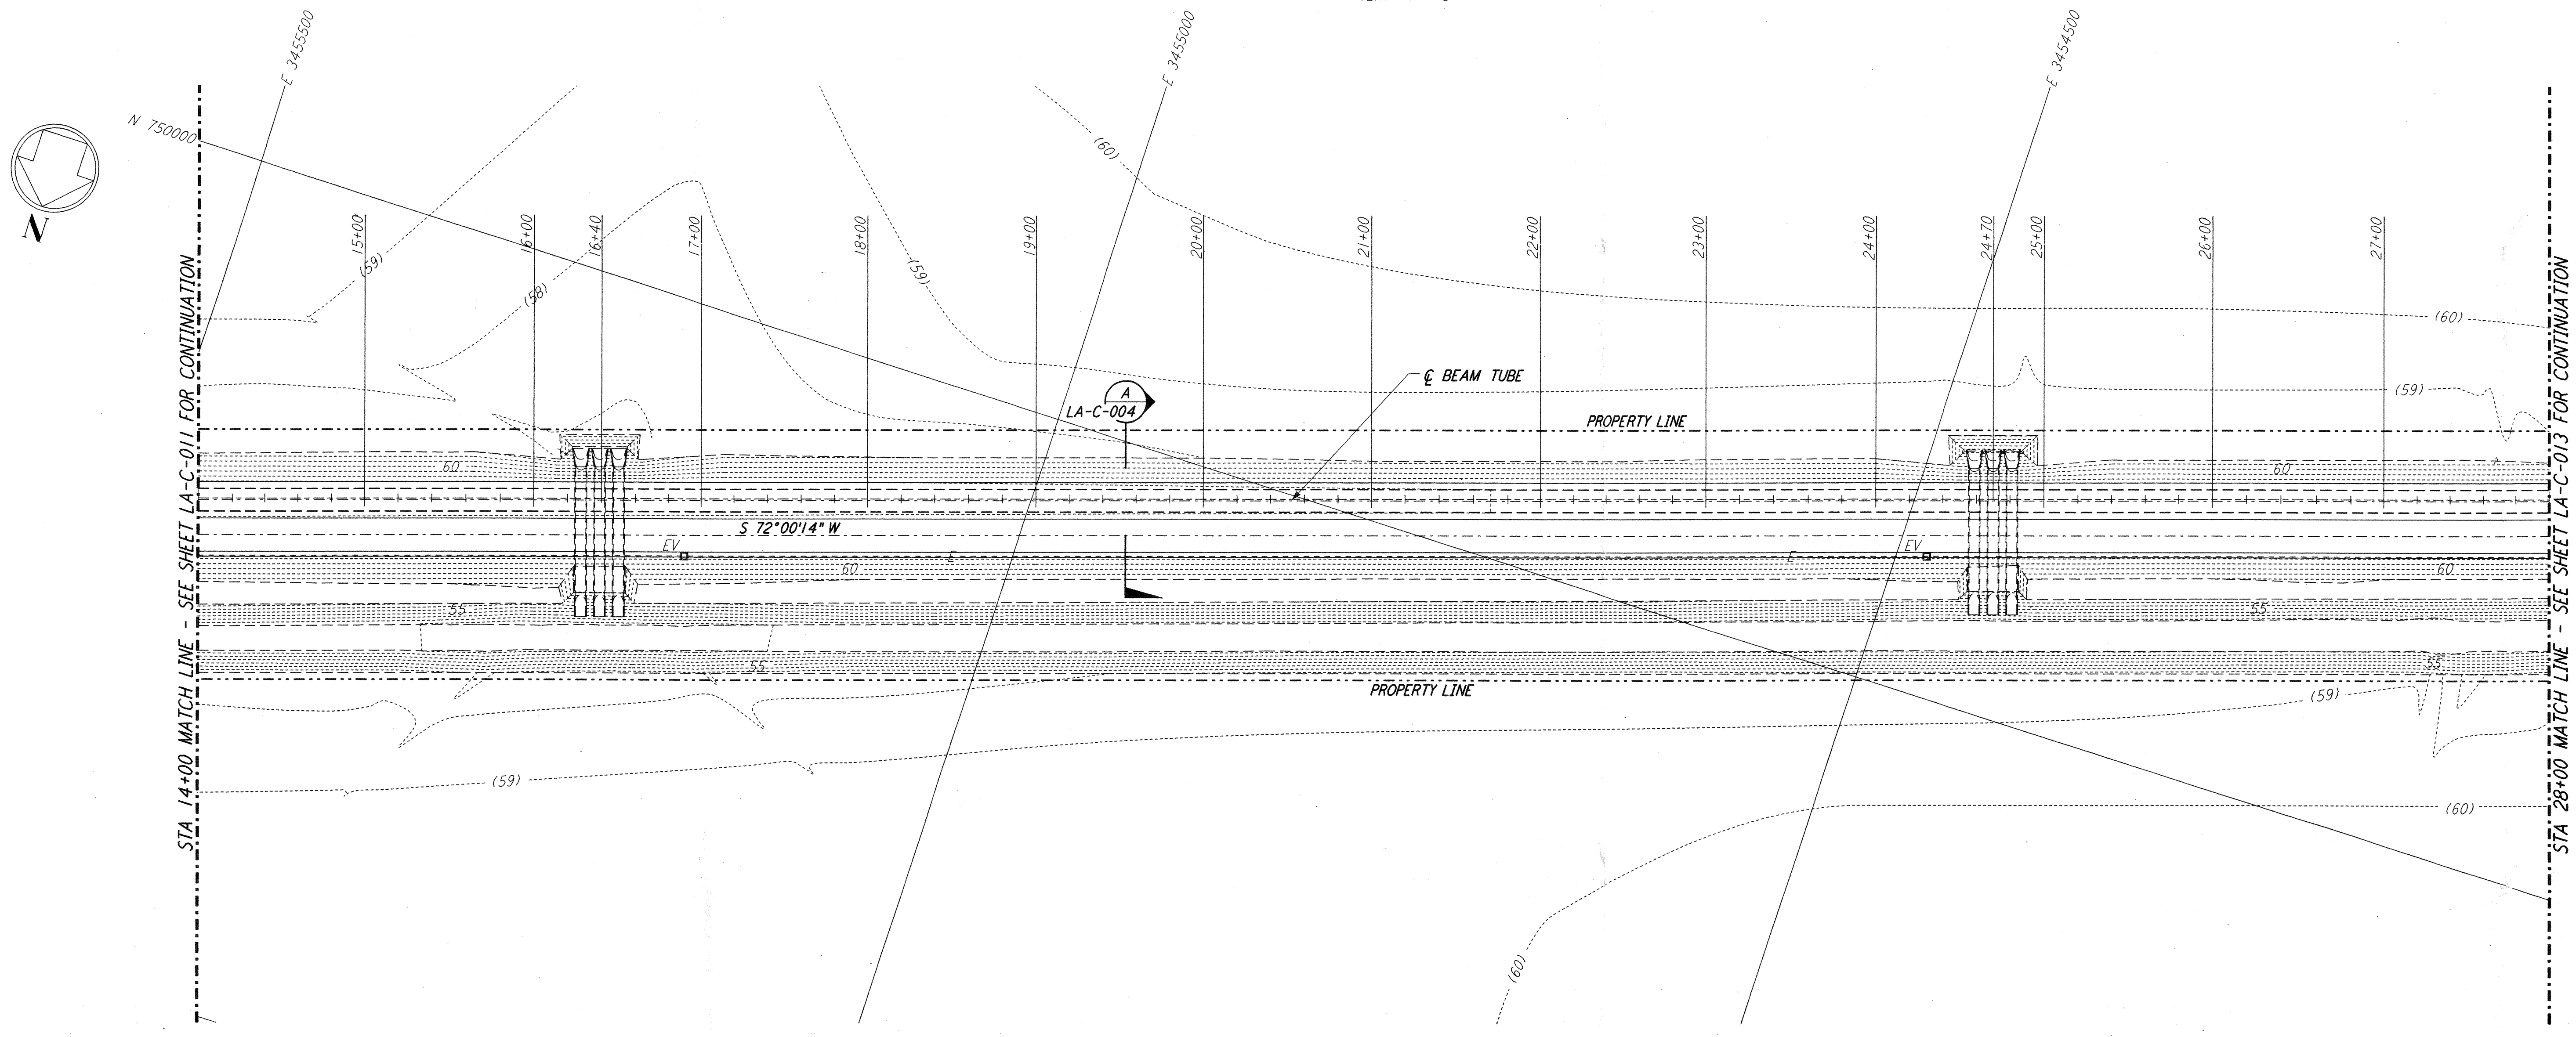 E 3455500
E 3455000
E 3454500
N 750000
N
15+00
16+00
16+40
17+00
18+00
19+00
20+00
21+00
22+00
23+00
24+00
24+70
25+00
26+00
27+00
(60)
(59)
(59)
(58)
(60)
(59)
STA 14+00 MATCH LINE - SEE SHEET LA-C-011 FOR CONTINUATION
STA 28+00 MATCH LINE - SEE SHEET LA-C-013 FOR CONTINUATION
℄ BEAM TUBE
A
LA-C-004
PROPERTY LINE
60
60
S 72°00'14" W
EV
E
E
EV
60
60
55
55
55
55
PROPERTY LINE
(59)
(59)
(60)
(60)